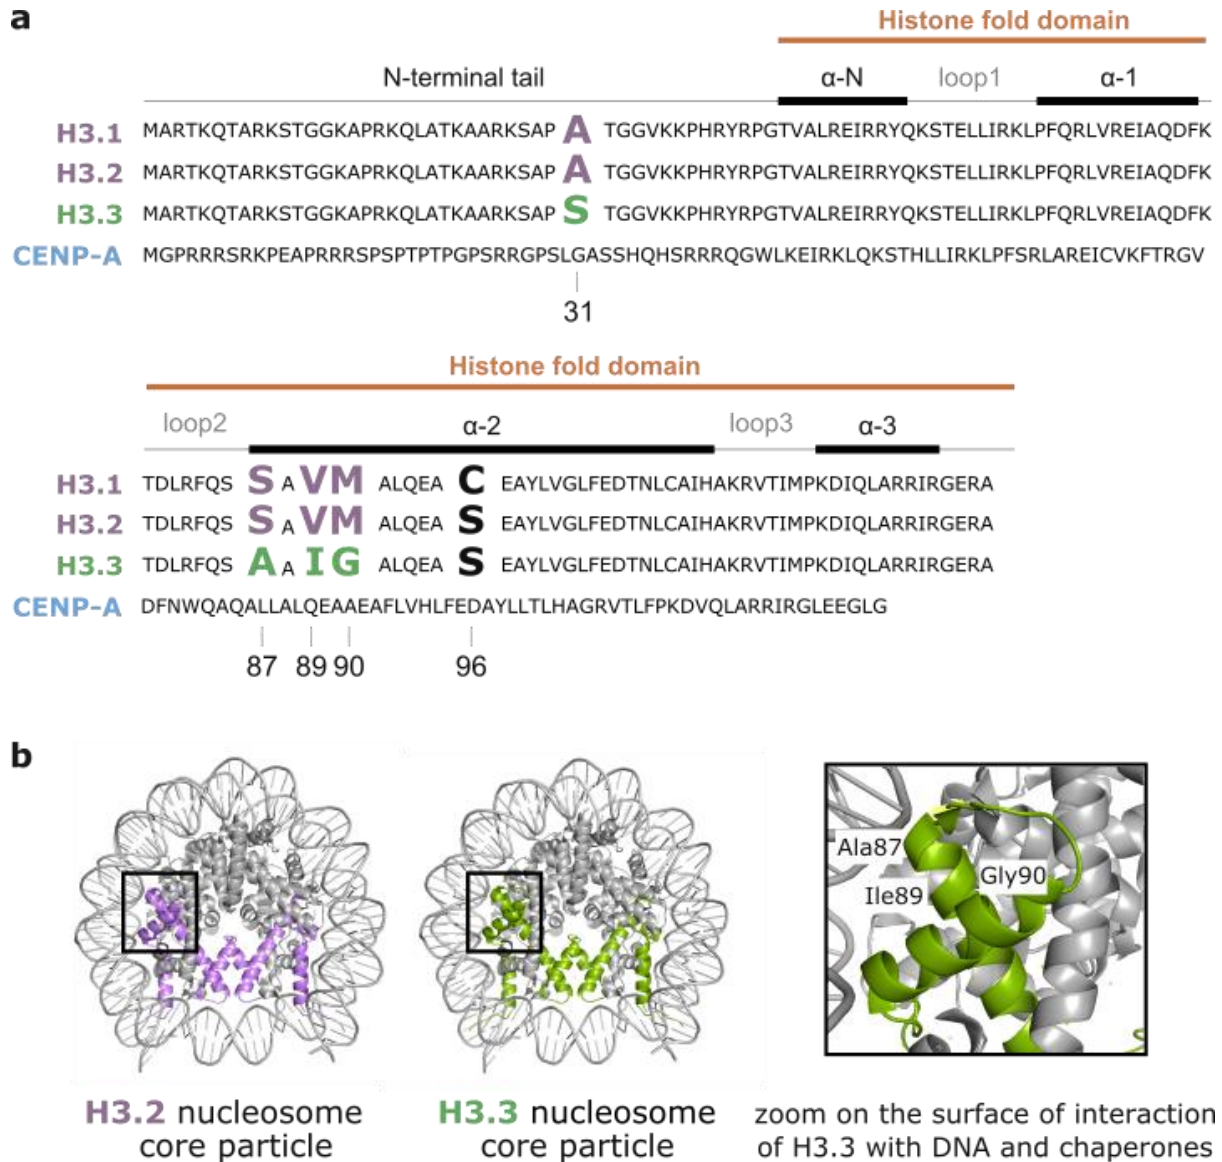 a
Histone fold domain
N-terminal tail α-N loop1 α-1
H3.1 MARTKQTARKSTGGKAPRKQLATKAARKSAP A TGGVKKPHRYRPGTVALREIRRYQKSTELLIRKLPFQRLVREIAQDFK
H3.2 MARTKQTARKSTGGKAPRKQLATKAARKSAP A TGGVKKPHRYRPGTVALREIRRYQKSTELLIRKLPFQRLVREIAQDFK
H3.3 MARTKQTARKSTGGKAPRKQLATKAARKSAP S TGGVKKPHRYRPGTVALREIRRYQKSTELLIRKLPFQRLVREIAQDFK
CENP-A MGPRRRSRKPEAPRRRSPSPTPTPGPSRRGPSLGASSHQHSRRRQGWLKEIRKLQKSTHLLIRKLPFSRLAREICVKFTRGV
31
Histone fold domain
loop2 α-2 loop3 α-3
H3.1 TDLRFQS S A VM ALQEA C EAYLVGLFEDTNLCAIHAKRVTIMPKDIQLARRIRGERA
H3.2 TDLRFQS S A VM ALQEA S EAYLVGLFEDTNLCAIHAKRVTIMPKDIQLARRIRGERA
H3.3 TDLRFQS A A IG ALQEA S EAYLVGLFEDTNLCAIHAKRVTIMPKDIQLARRIRGERA
CENP-A DFNWQAQALLALQEAAEAFLVHLFEDAYLLTLHAGRVTLFPKDVQLARRIRGLEEGLG
87 89 90 96
b
Ala87
Gly90
Ile89
H3.2 nucleosome
core particle
H3.3 nucleosome
core particle
zoom on the surface of interaction
of H3.3 with DNA and chaperones